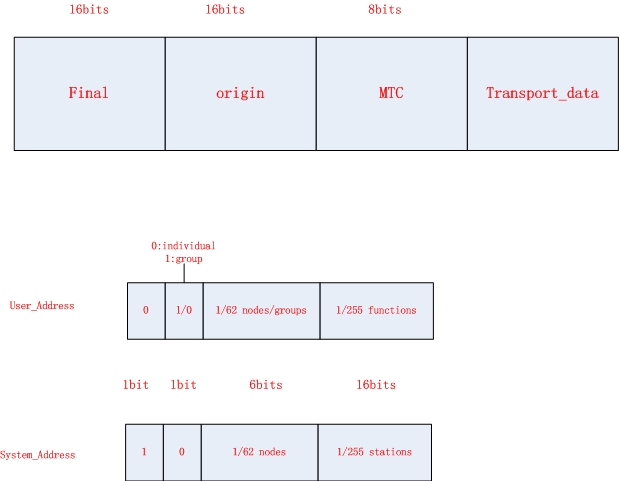 16bits 16bits 8bits
Final origin MTC Transport_data
0:individual
1:group
User_Address 0 1/0 1/62 nodes/groups 1/255 functions
1bit 1bit 6bits 16bits
System_Address 1 0 1/62 nodes 1/255 stations